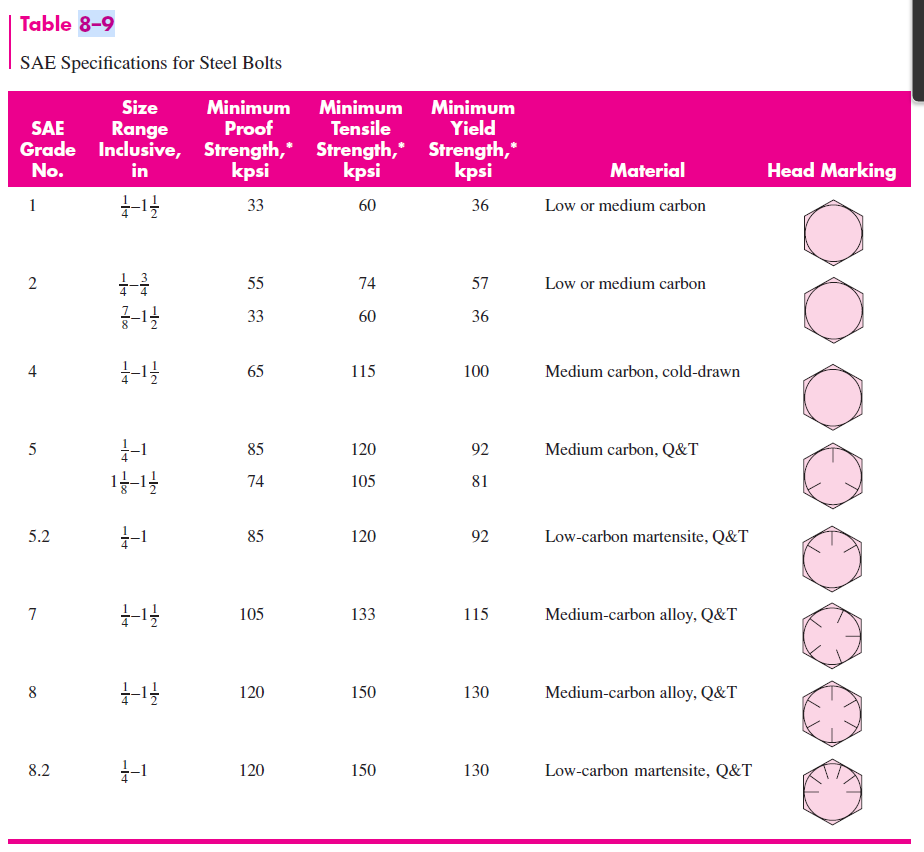 Table 8–9
SAE Specifications for Steel Bolts
SAE Grade No. Size Range Inclusive, in Minimum Proof Strength,* kpsi Minimum Tensile Strength,* kpsi Minimum Yield Strength,* kpsi Material Head Marking
1 1/4–1 1/2 33 60 36 Low or medium carbon
2 1/4–3/4 55 74 57 Low or medium carbon
7/8–1 1/2 33 60 36
4 1/4–1 1/2 65 115 100 Medium carbon, cold-drawn
5 1/4–1 85 120 92 Medium carbon, Q&T
1 1/8–1 1/2 74 105 81
5.2 1/4–1 85 120 92 Low-carbon martensite, Q&T
7 1/4–1 1/2 105 133 115 Medium-carbon alloy, Q&T
8 1/4–1 1/2 120 150 130 Medium-carbon alloy, Q&T
8.2 1/4–1 120 150 130 Low-carbon martensite, Q&T